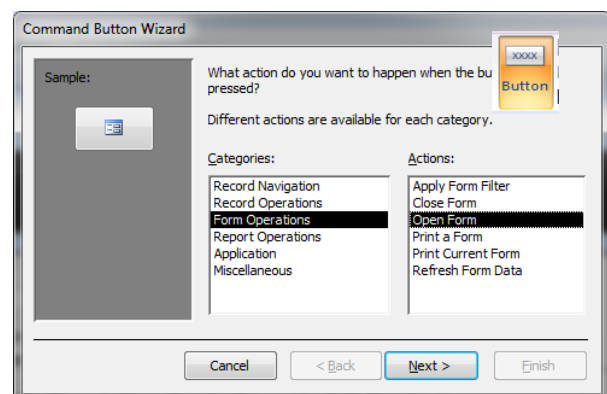 Command Button Wizard
xxxx
Button
Sample:
What action do you want to happen when the bu
pressed?
Different actions are available for each category.
Categories:
Actions:
Record Navigation
Record Operations
Form Operations
Report Operations
Application
Miscellaneous
Apply Form Filter
Close Form
Open Form
Print a Form
Print Current Form
Refresh Form Data
Cancel
< Back
Next >
Finish